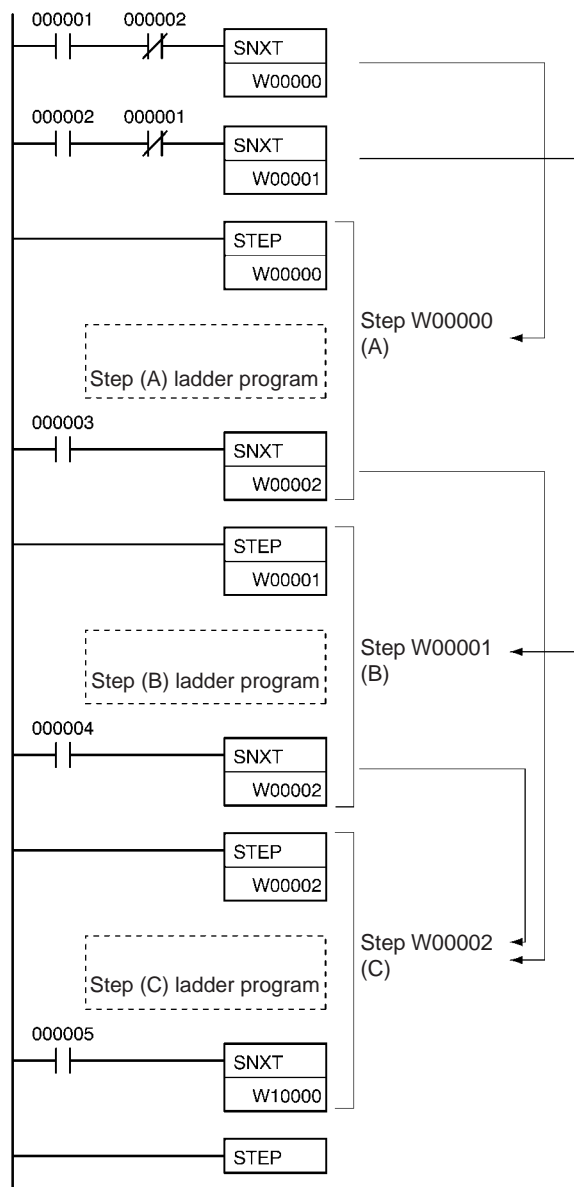 000001 000002
SNXT
W00000
000002 000001
SNXT
W00001
STEP
W00000
Step W00000
(A)
Step (A) ladder program
000003
SNXT
W00002
STEP
W00001
Step W00001
(B)
Step (B) ladder program
000004
SNXT
W00002
STEP
W00002
Step W00002
(C)
Step (C) ladder program
000005
SNXT
W10000
STEP